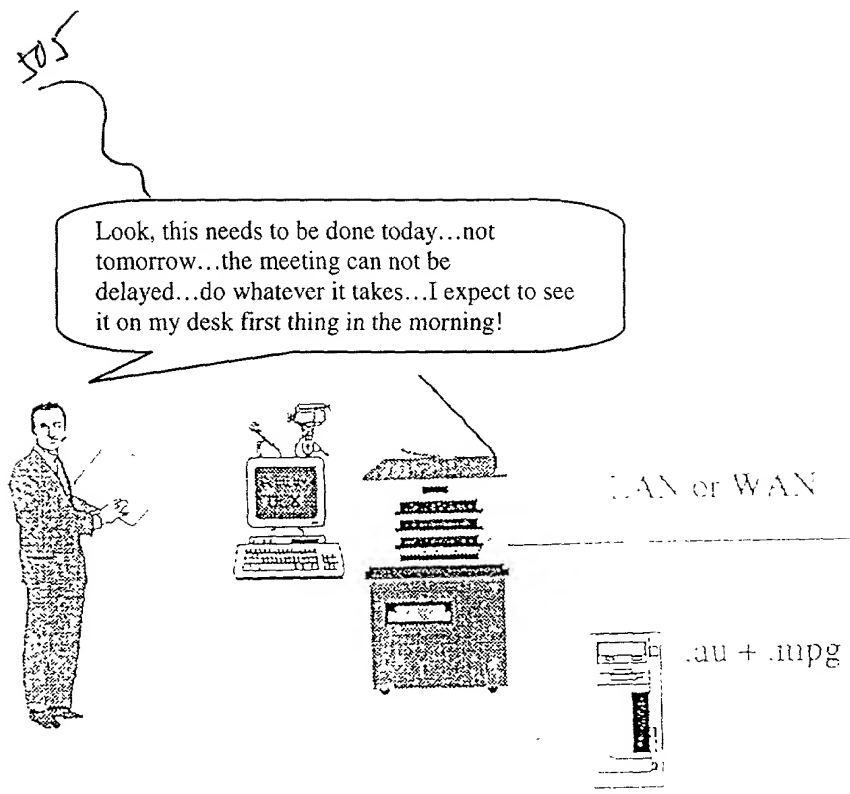 505
Look, this needs to be done today...not
tomorrow...the meeting can not be
delayed...do whatever it takes...I expect to see
it on my desk first thing in the morning!
LAN or WAN
.au + .mpg